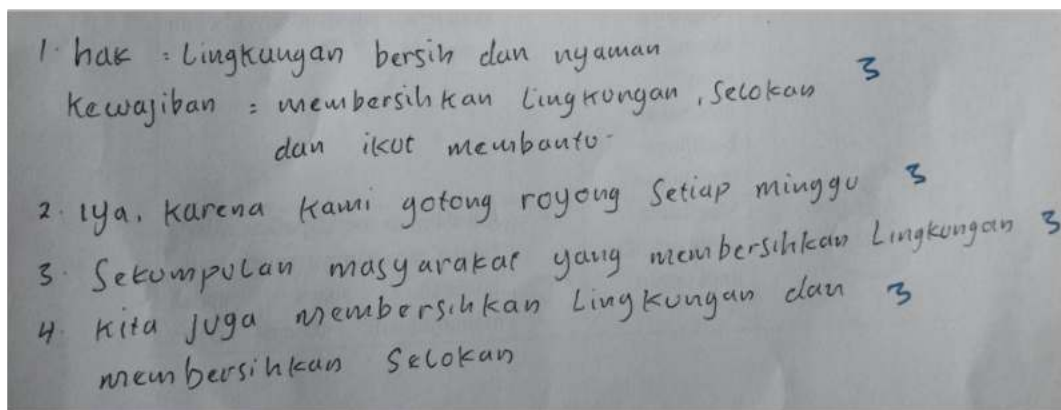 1. hak : Lingkungan bersih dan nyaman
Kewajiban : membersihkan Lingkungan, Selokan 3
dan ikut membantu.
2. Iya, Karena Kami gotong royong Setiap minggu 3
3. Sekumpulan masyarakat yang membersihkan Lingkungan 3
4. Kita Juga membersihkan Lingkungan dan 3
membersihkan Selokan